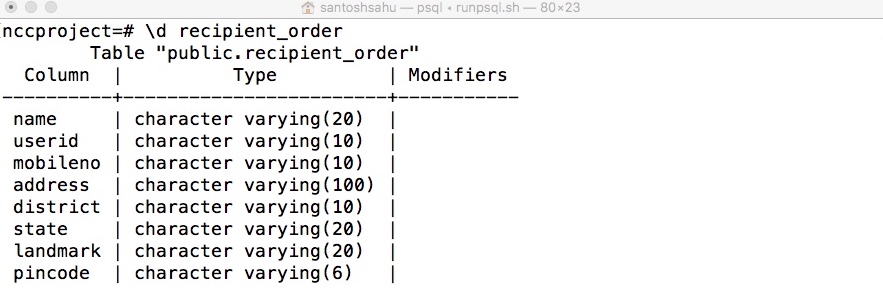 santoshsahu — psql • runpsql.sh — 80×23
nccproject=# \d recipient_order
Table "public.recipient_order"
Column | Type | Modifiers
----------+------------------------+-----------
name | character varying(20) |
userid | character varying(10) |
mobileno | character varying(10) |
address | character varying(100) |
district | character varying(10) |
state | character varying(20) |
landmark | character varying(20) |
pincode | character varying(6) |